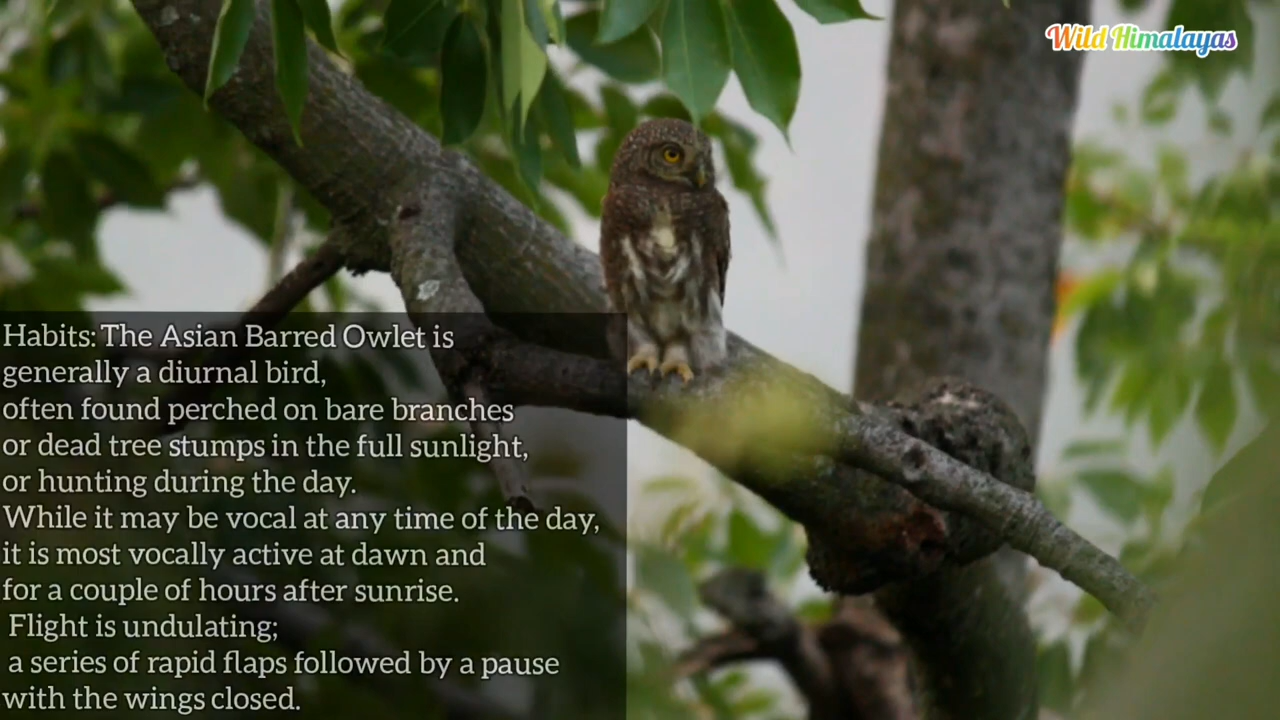 Wild Himalayas
Habits: The Asian Barred Owlet is
generally a diurnal bird,
often found perched on bare branches
or dead tree stumps in the full sunlight,
or hunting during the day.
While it may be vocal at any time of the day,
it is most vocally active at dawn and
for a couple of hours after sunrise.
Flight is undulating;
a series of rapid flaps followed by a pause
with the wings closed.